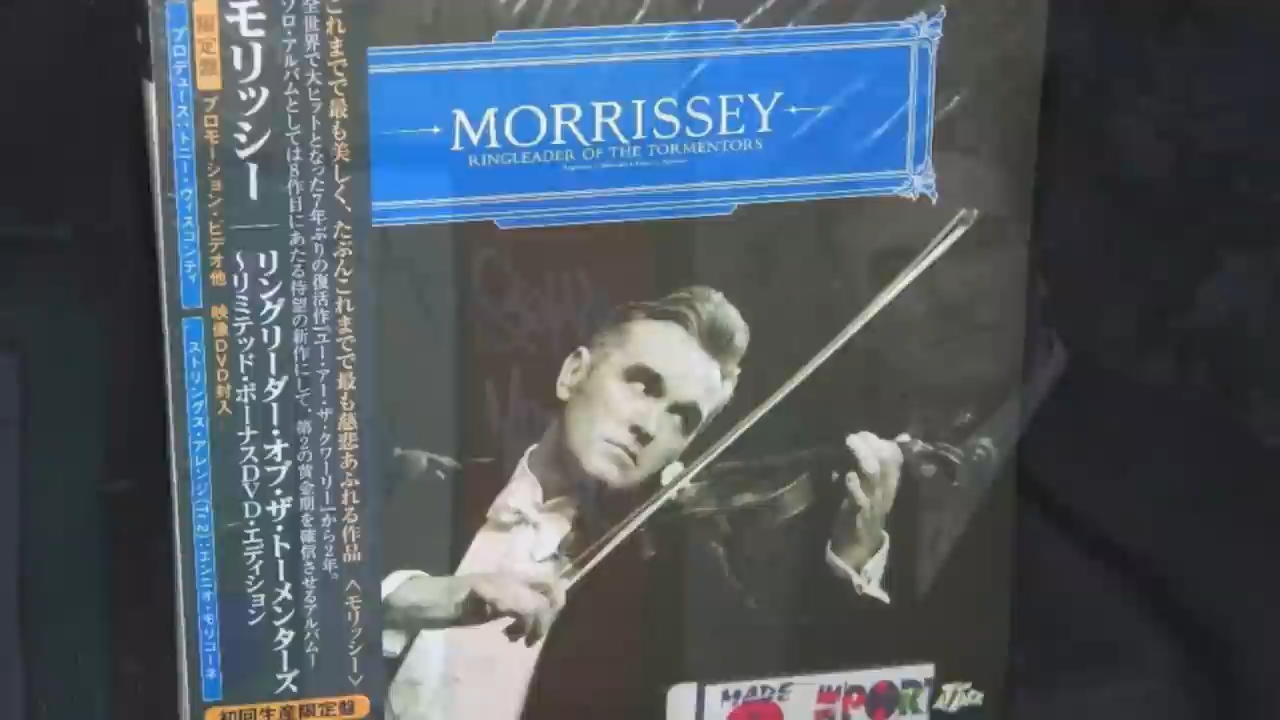 MORRISSEY
RINGLEADER OF THE TORMENTORS
これまでで最も美しく、たぶんこれまでで最も慈悲あふれる作品 〈モリッシー〉
全世界で大ヒットとなった7年ぶりの復活作『ユー・アー・ザ・クワーリー』から2年。
ソロ・アルバムとしては8作目にあたる待望の新作にして、第2の黄金期を確信させるアルバム!
モリッシー
リングリーダー・オブ・ザ・トーメンターズ
〜リミテッド・ボーナスDVD・エディション
限定盤
プロモーション・ビデオ他 映像DVD封入
プロデュース:トニー・ヴィスコンティ
ストリングス・アレンジ(Tr.2):エンニオ・モリコーネ
初回生産限定盤
MADE